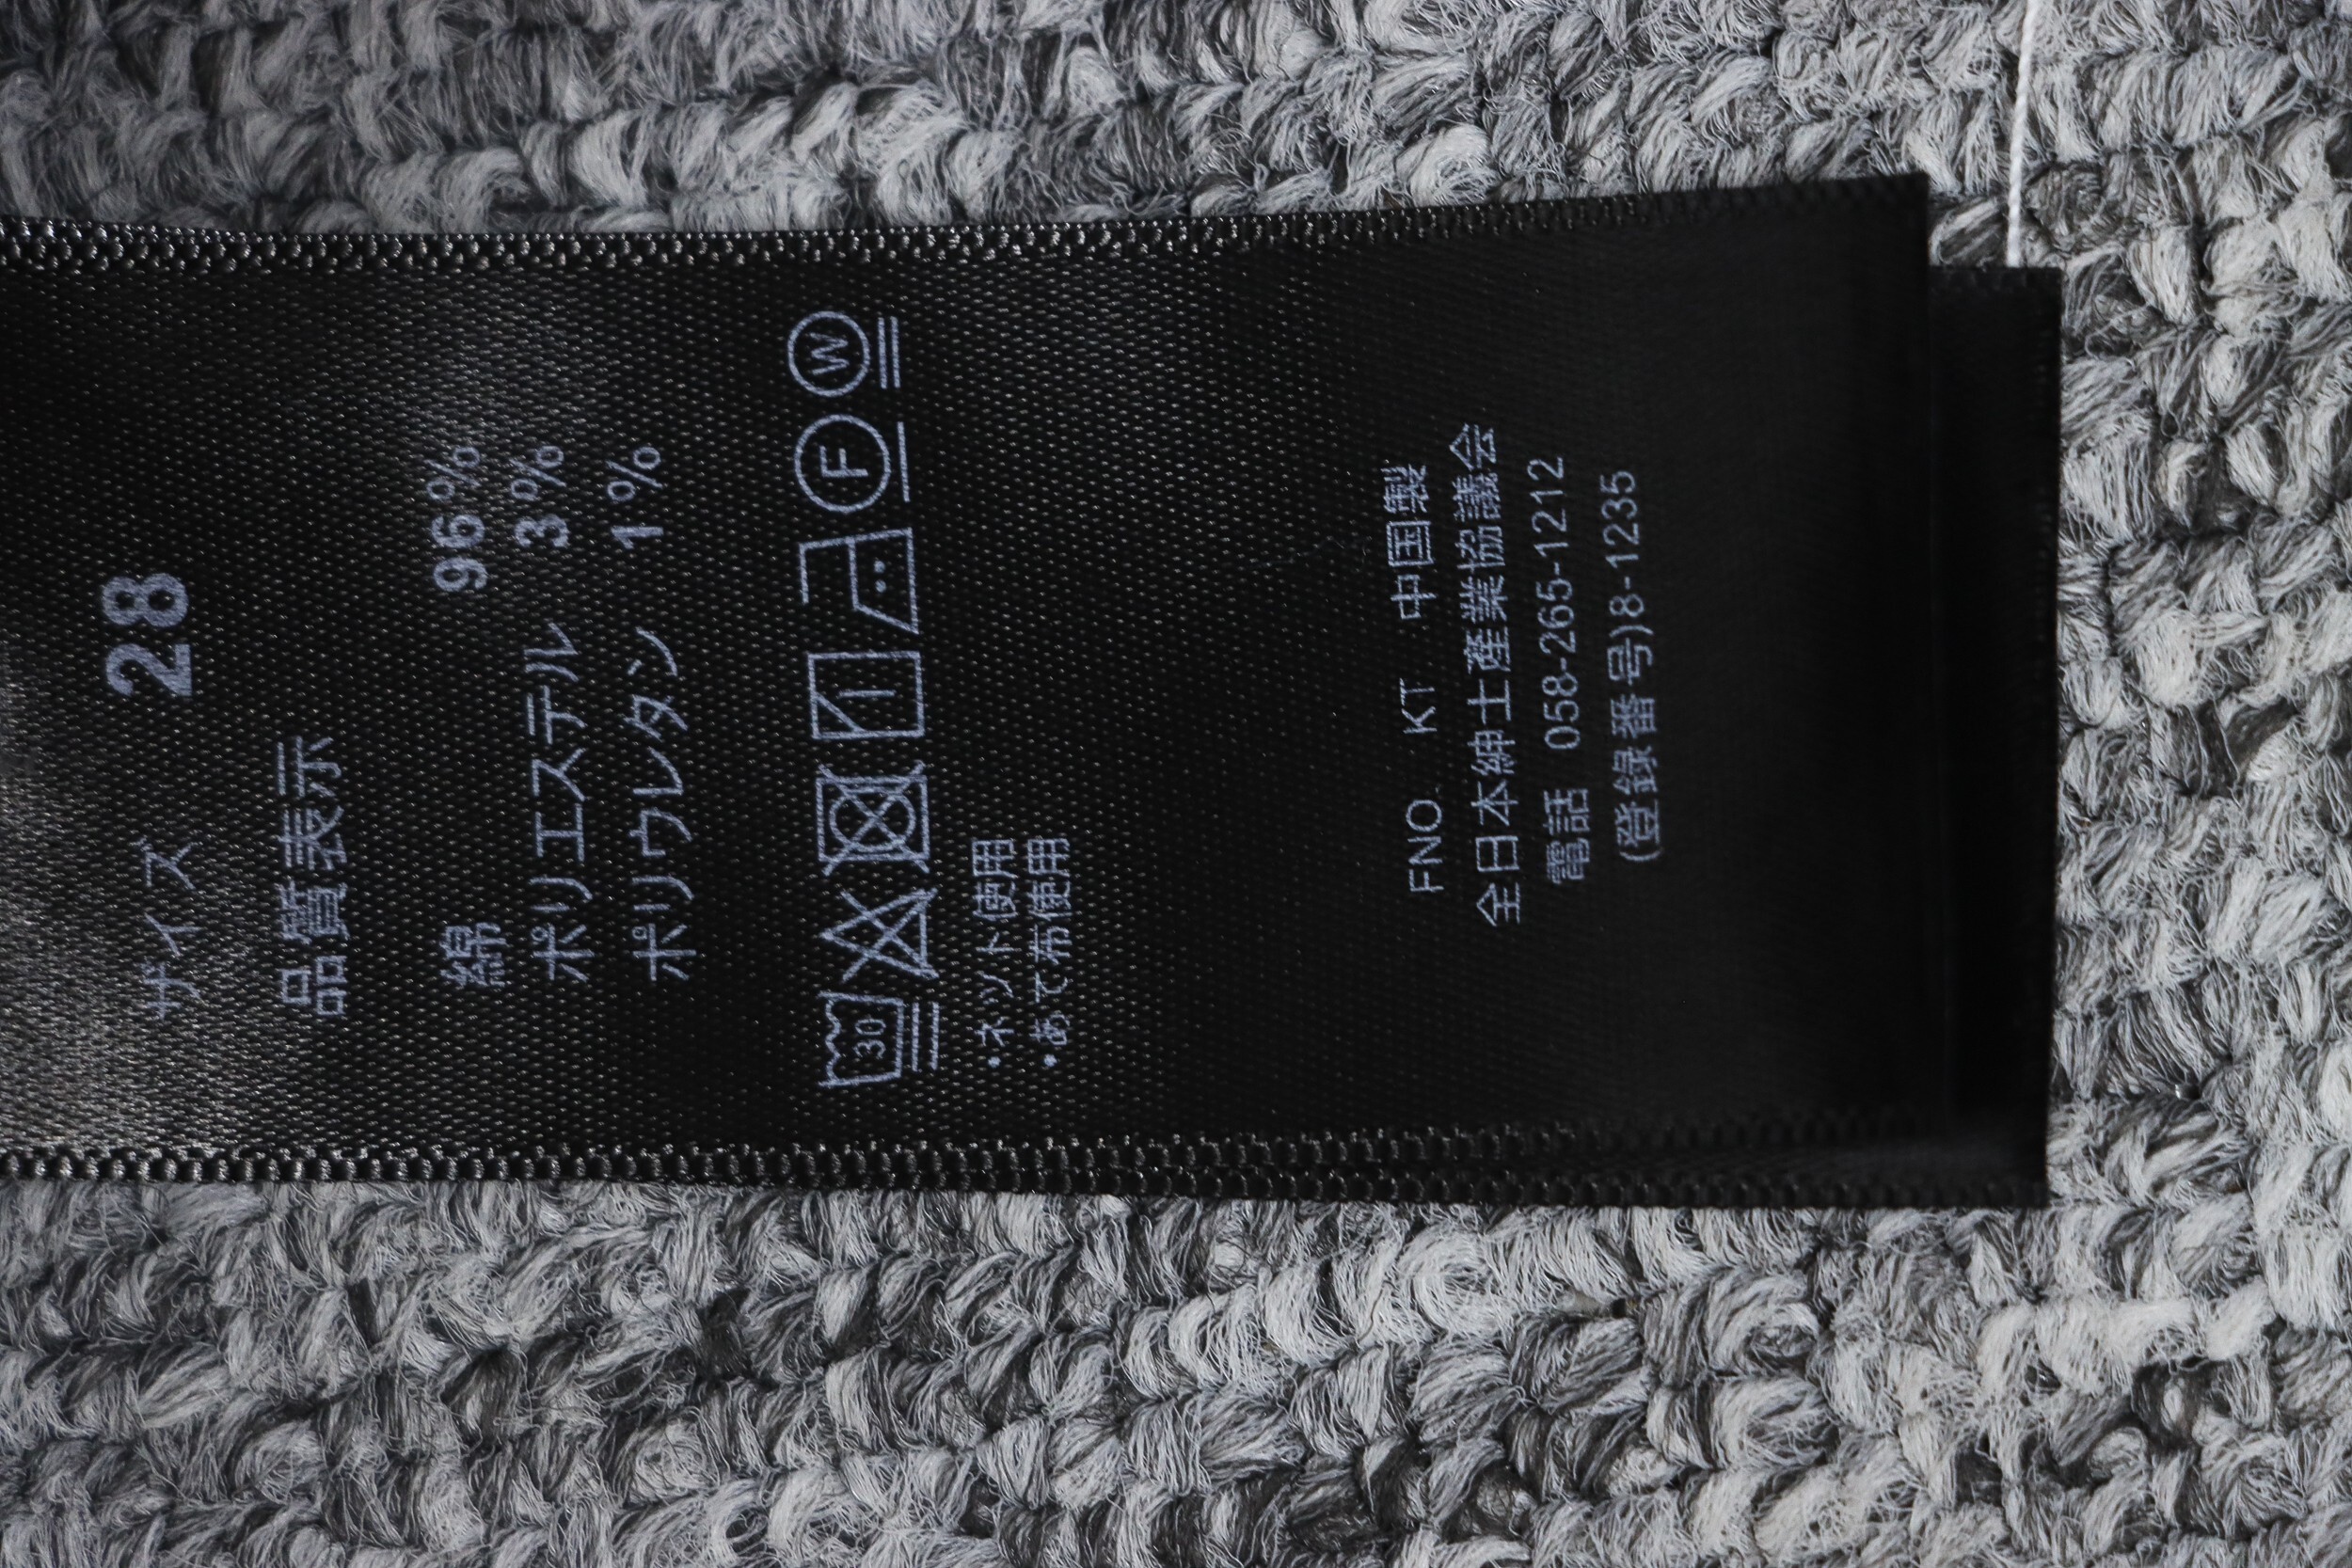 サイズ 28
品質表示
綿 96%
ポリエステル 3%
ポリウレタン 1%
30 F W
・ネット使用
・あて布使用
FNO. KT 中国製
全日本紳士産業協議会
電話 058-265-1212
(登録番号)8-1235